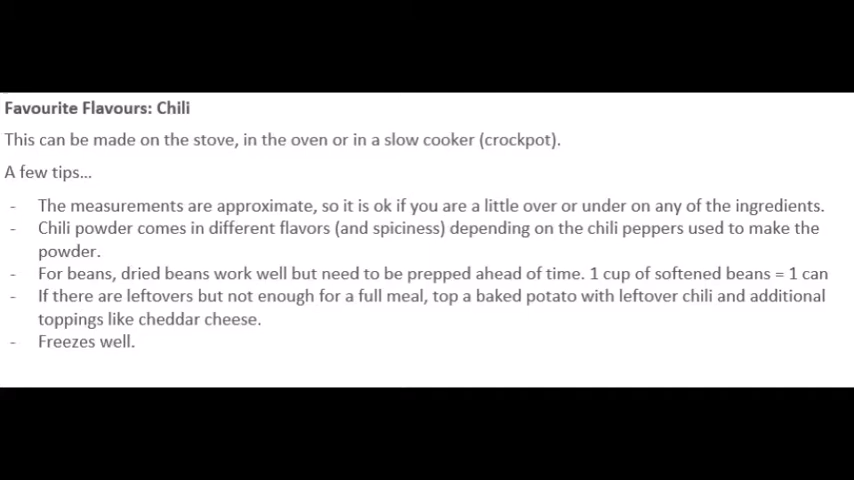 Favourite Flavours: Chili
This can be made on the stove, in the oven or in a slow cooker (crockpot).
A few tips...
- The measurements are approximate, so it is ok if you are a little over or under on any of the ingredients.
- Chili powder comes in different flavors (and spiciness) depending on the chili peppers used to make the
powder.
- For beans, dried beans work well but need to be prepped ahead of time. 1 cup of softened beans = 1 can
- If there are leftovers but not enough for a full meal, top a baked potato with leftover chili and additional
toppings like cheddar cheese.
- Freezes well.